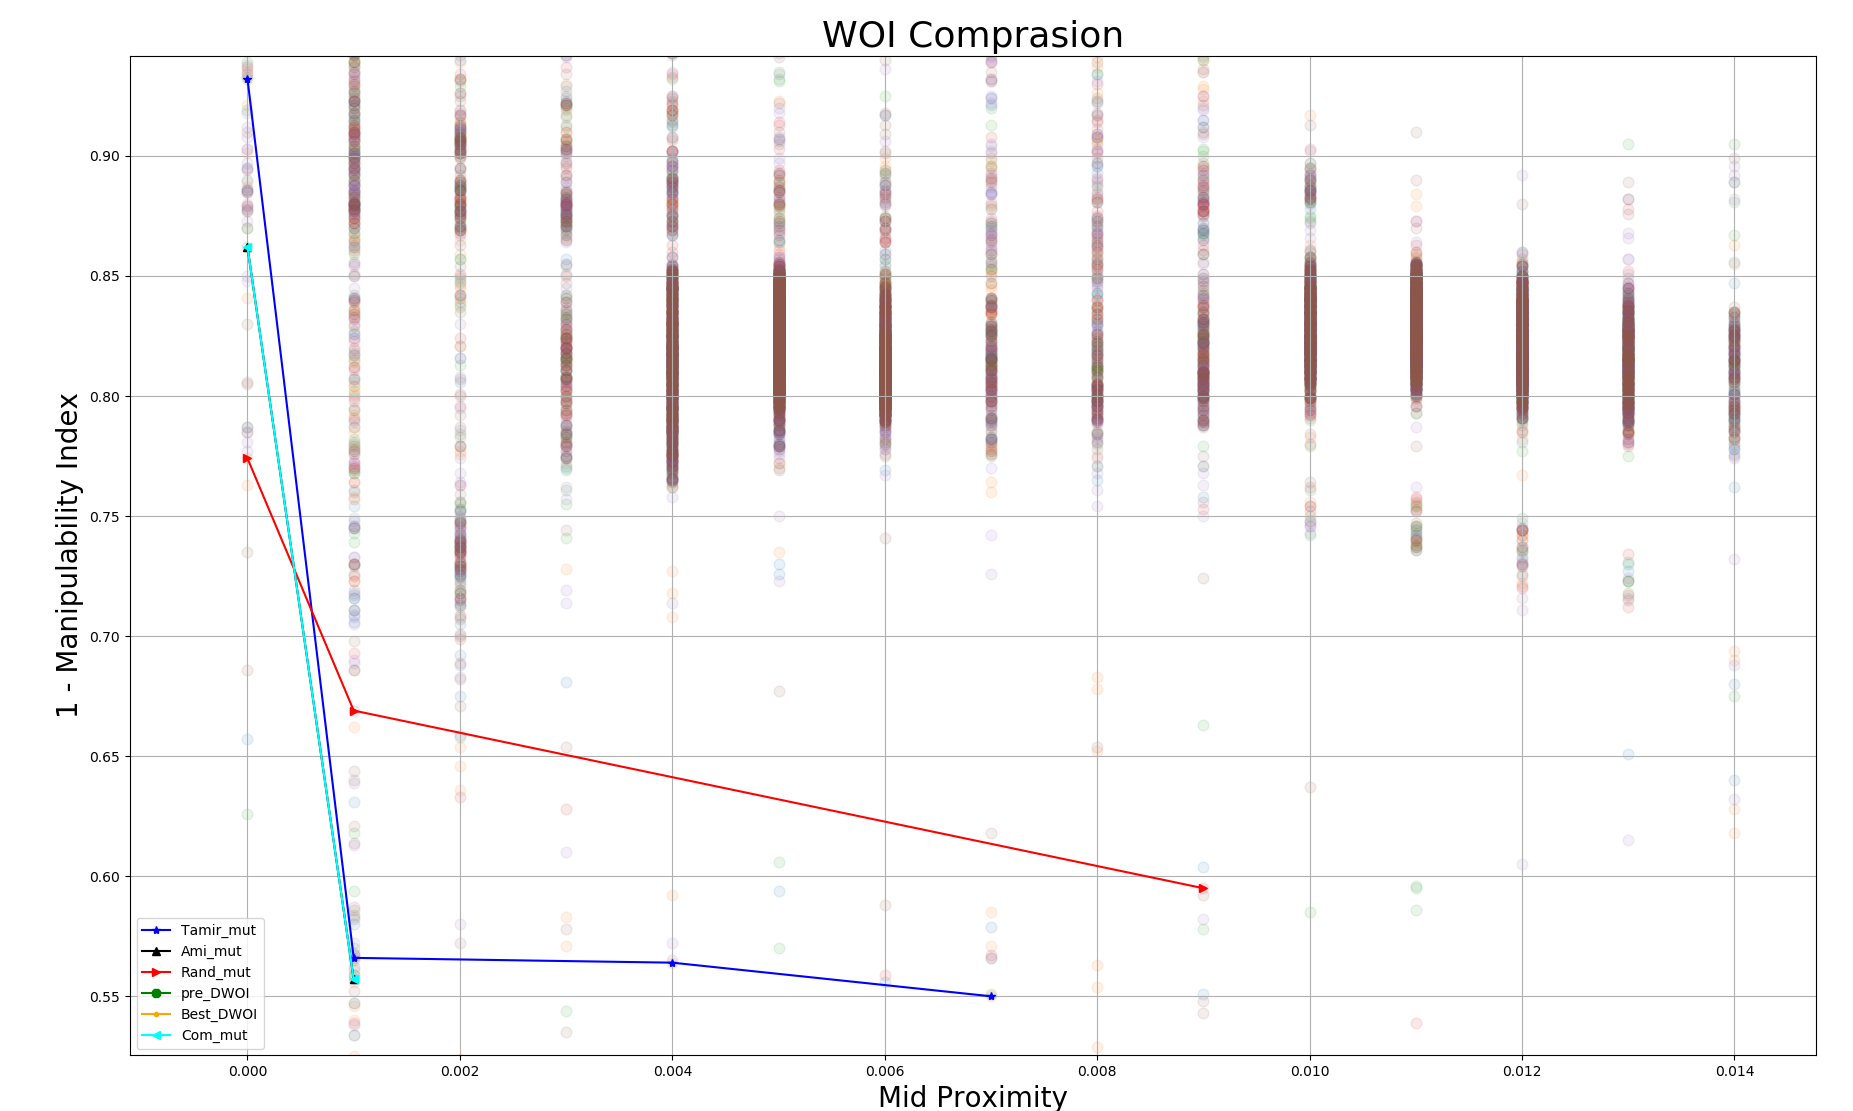 WOI Comprasion
1 - Manipulability Index
0.90
0.85
0.80
0.75
0.70
0.65
0.60
0.55
Tamir_mut
Ami_mut
Rand_mut
pre_DWOI
Best_DWOI
Com_mut
0.000 0.002 0.004 0.006 0.008 0.010 0.012 0.014
Mid Proximity